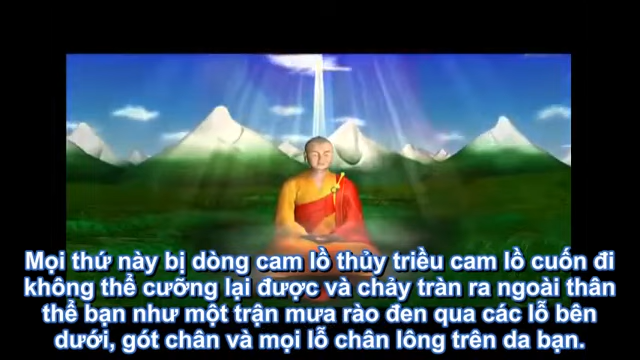 Mọi thứ này bị dòng cam lồ thủy triều cam lồ cuốn đi
không thể cưỡng lại được và chảy tràn ra ngoài thân
thể bạn như một trận mưa rào đen qua các lỗ bên
dưới, gót chân và mọi lỗ chân lông trên da bạn.